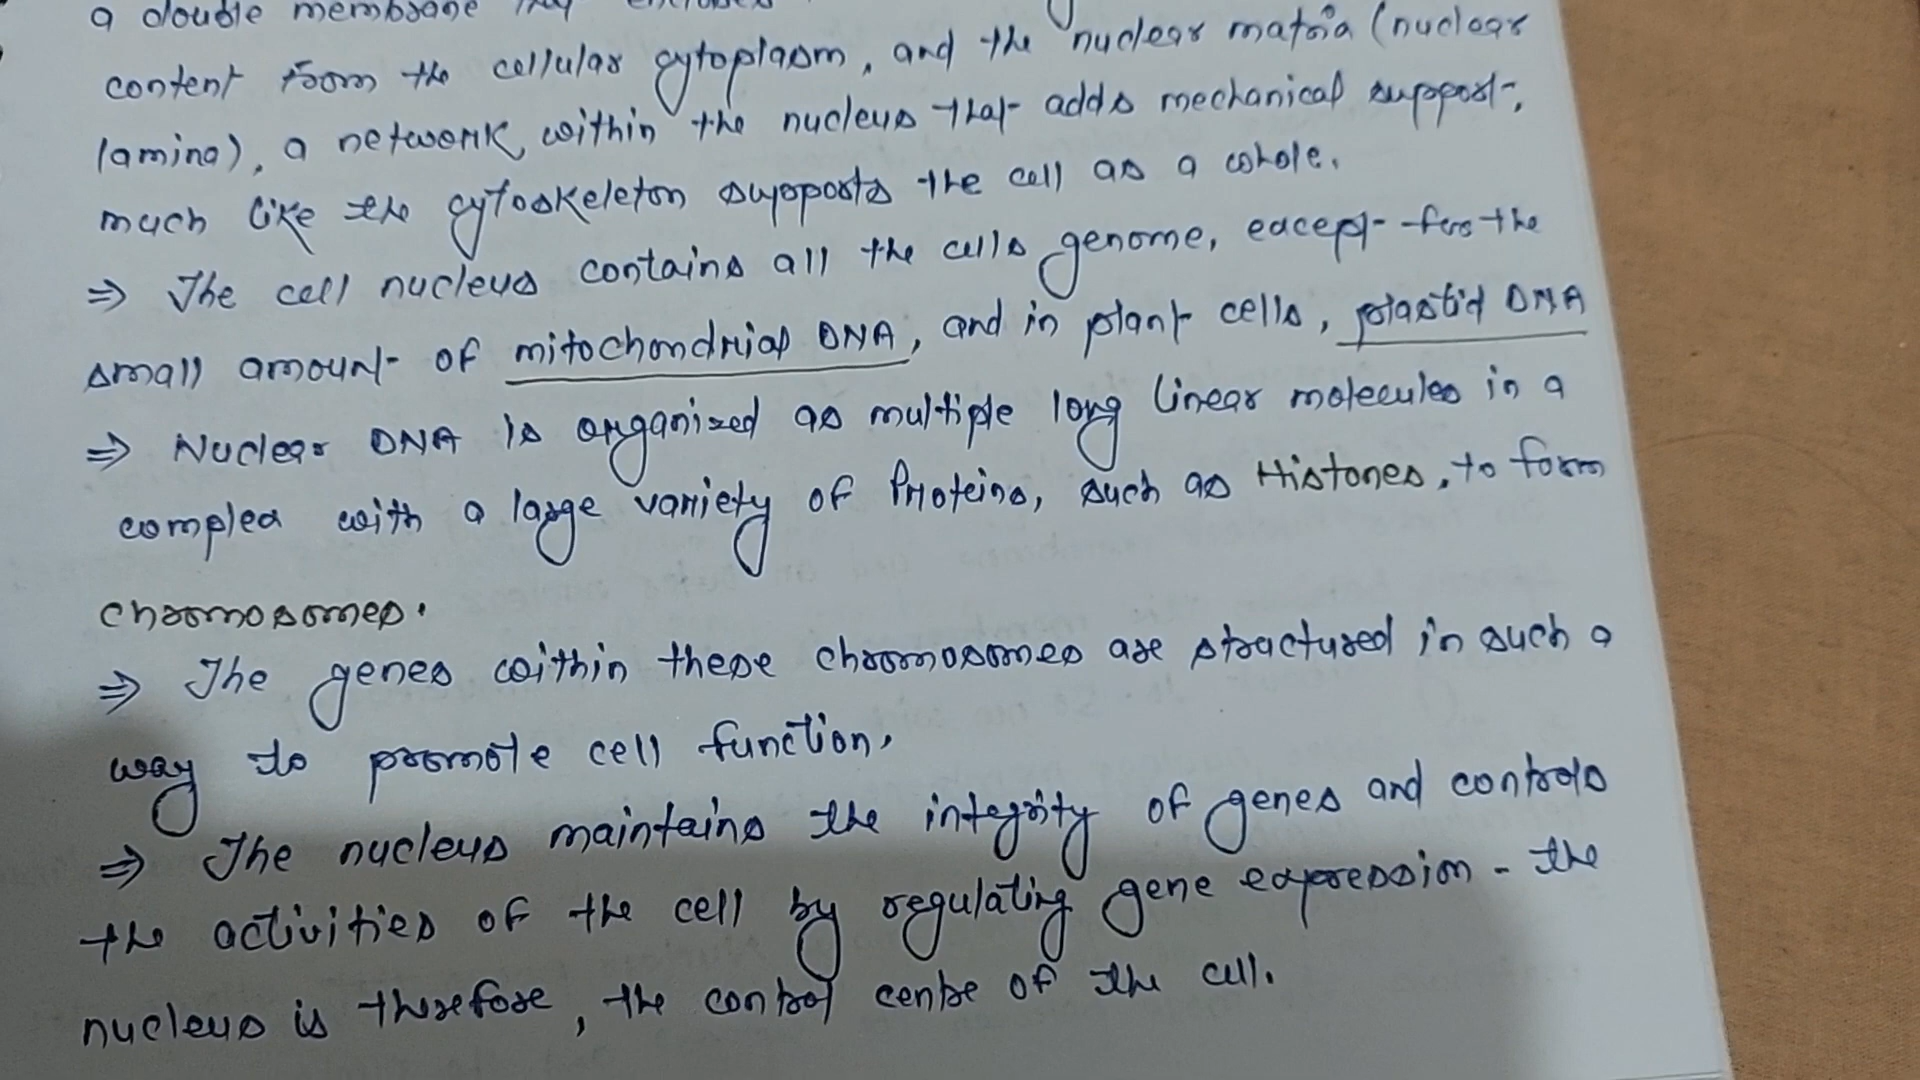 a double membrane
content from the cellular cytoplasm, and the nuclear matrix (nuclear
lamina), a network within the nucleus that adds mechanical support,
much like the cytoskeleton supports the cell as a whole.
⇒ The cell nucleus contains all the cells genome, except for the
small amount of mitochondrial DNA, and in plant cells, plastid DNA
⇒ Nuclear DNA is organized as multiple long linear molecules in a
complex with a large variety of Proteins, such as Histones, to form
chromosomes.
⇒ The genes within these chromosomes are structured in such a
way to promote cell function,
⇒ The nucleus maintains the integrity of genes and controls
the activities of the cell by regulating gene expression - the
nucleus is therefore, the control centre of the cell.